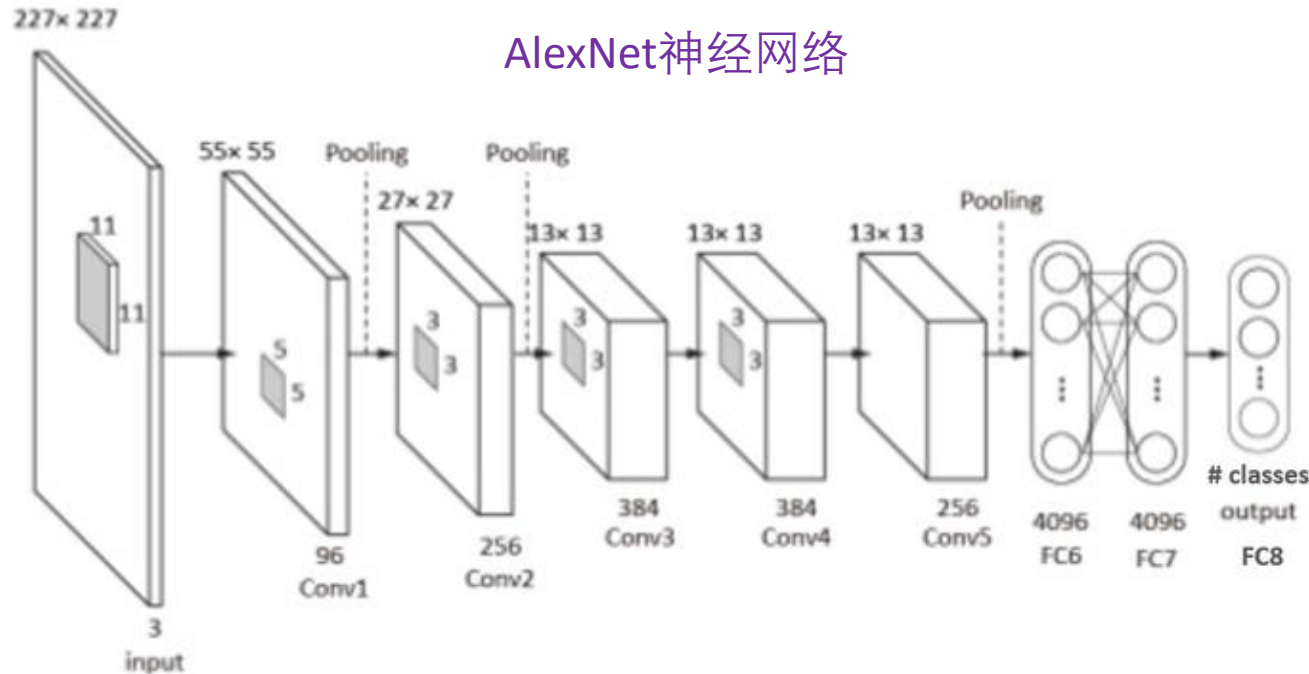 227× 227
AlexNet神经网络
55× 55
Pooling
Pooling
27× 27
Pooling
13× 13
13× 13
13× 13
11
11
5
5
3
3
3
3
3
3
96
Conv1
256
Conv2
384
Conv3
384
Conv4
256
Conv5
4096
FC6
4096
FC7
# classes
output
FC8
3
input